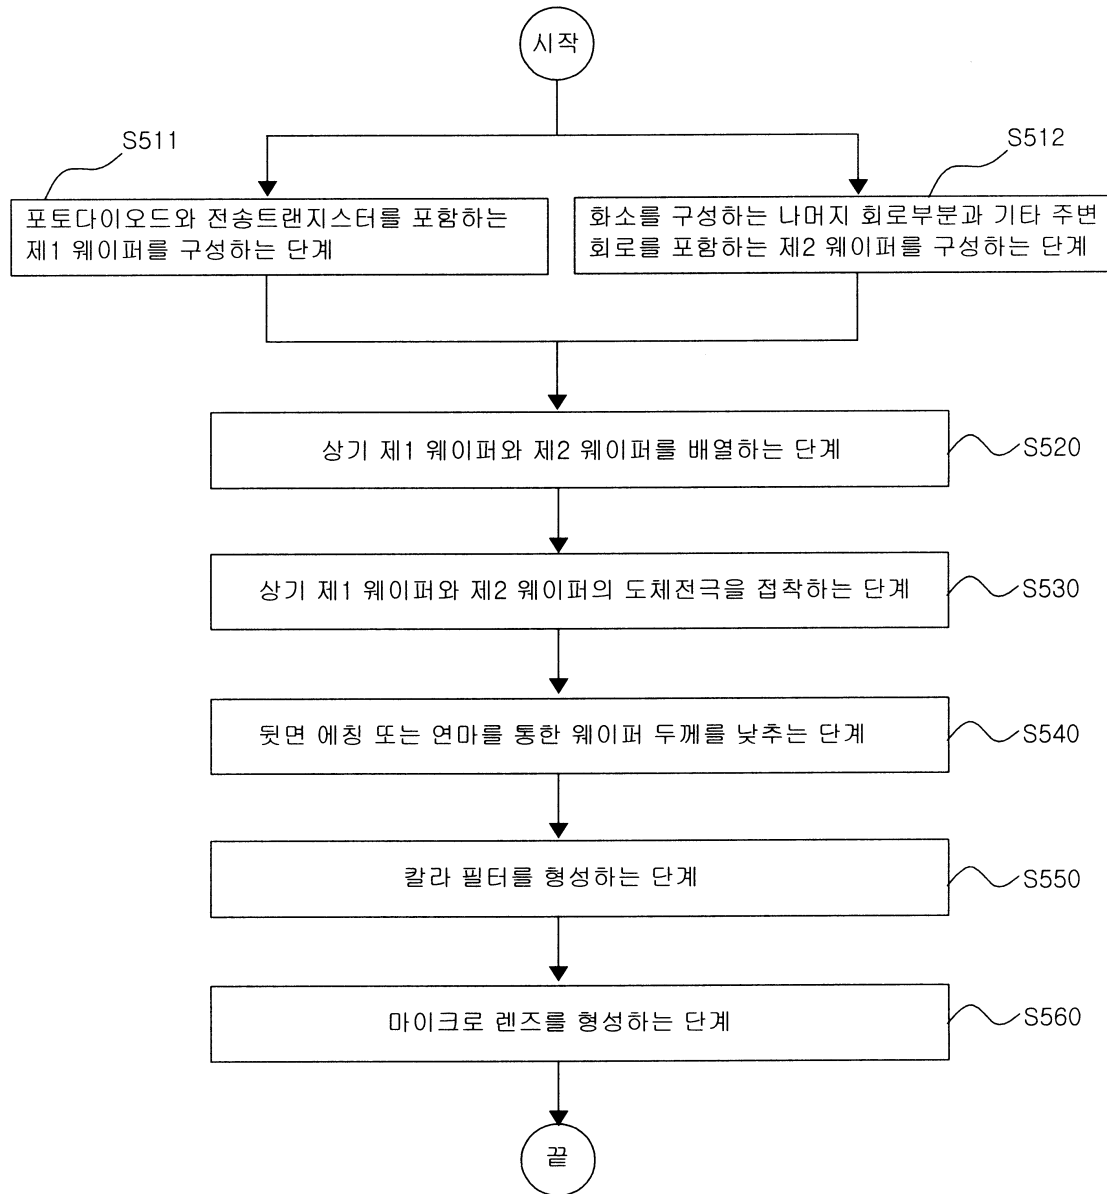 시작
S511
S512
포토다이오드와 전송트랜지스터를 포함하는
제1 웨이퍼를 구성하는 단계
화소를 구성하는 나머지 회로부분과 기타 주변
회로를 포함하는 제2 웨이퍼를 구성하는 단계
상기 제1 웨이퍼와 제2 웨이퍼를 배열하는 단계
S520
상기 제1 웨이퍼와 제2 웨이퍼의 도체전극을 접착하는 단계
S530
뒷면 에칭 또는 연마를 통한 웨이퍼 두께를 낮추는 단계
S540
칼라 필터를 형성하는 단계
S550
마이크로 렌즈를 형성하는 단계
S560
끝